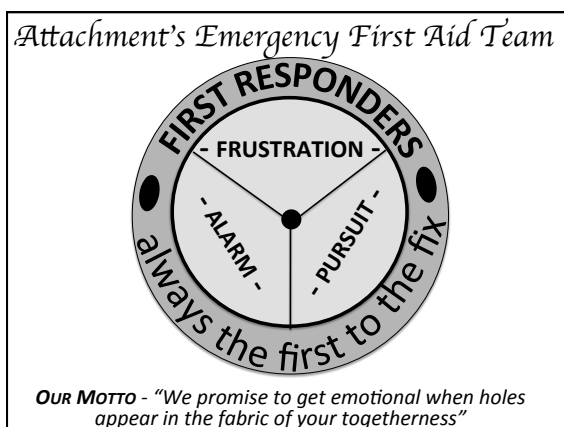 Attachment's Emergency First Aid Team
FIRST RESPONDERS
- FRUSTRATION -
- ALARM -
- PURSUIT -
always the first to the fix
OUR MOTTO - “We promise to get emotional when holes
appear in the fabric of your togetherness”